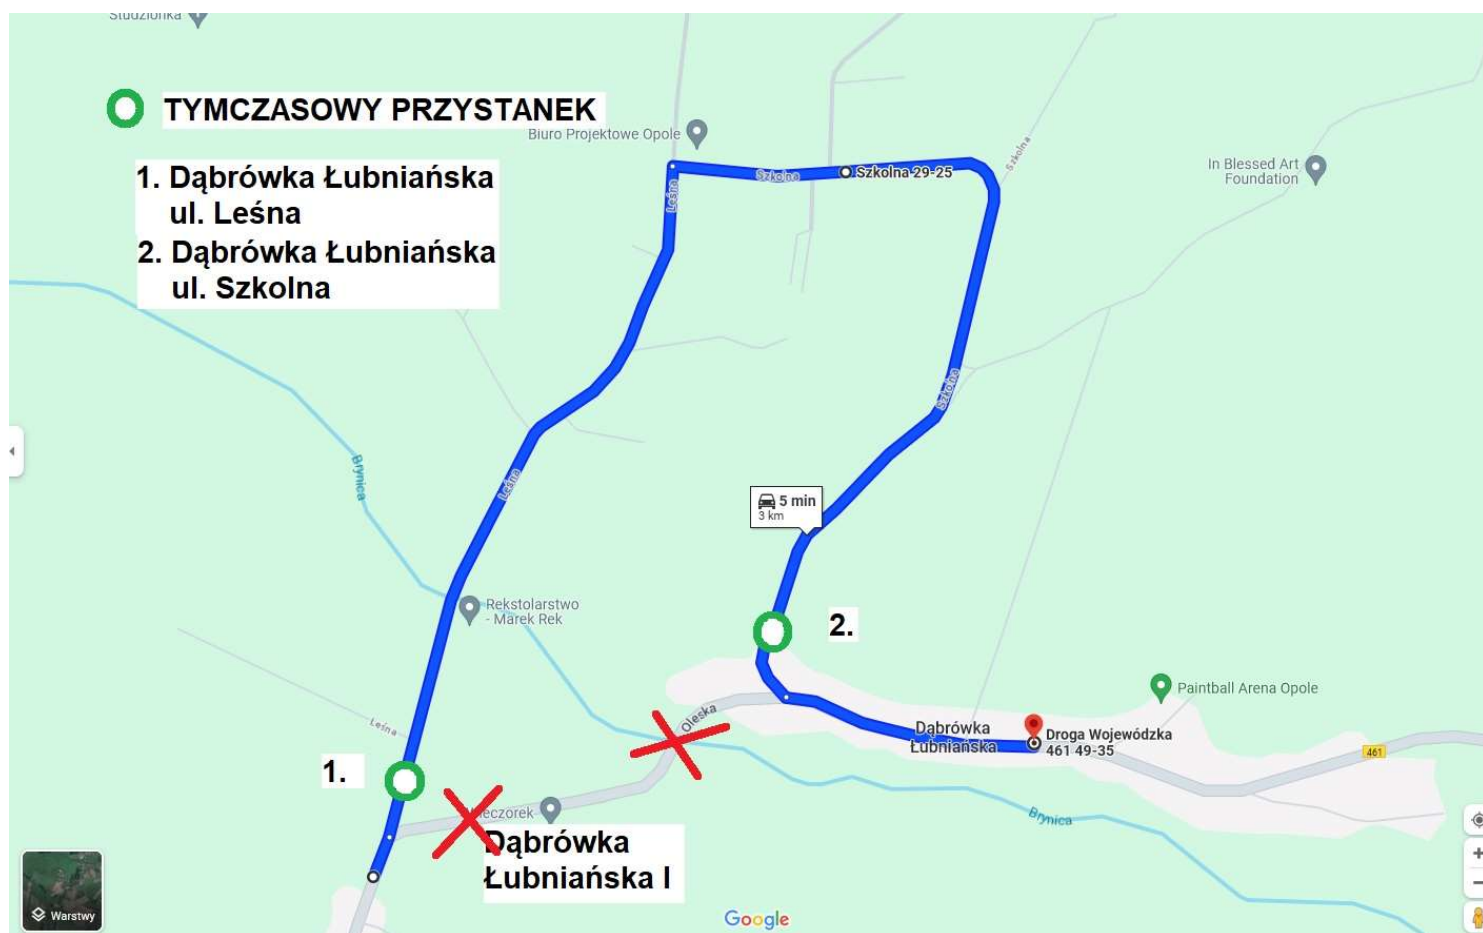 Studzionka
TYMCZASOWY PRZYSTANEK
Biuro Projektowe Opole
1. Dąbrówka Łubniańska
ul. Leśna
2. Dąbrówka Łubniańska
ul. Szkolna
Szkolna
Szkolna 29-25
Szkolna
In Blessed Art
Foundation
Leśna
Szkolna
Brynica
Leśna
5 min
3 km
Rekstolarstwo
- Marek Rek
2.
Paintball Arena Opole
Leśna
Oleska
Dąbrówka
Łubniańska
Droga Wojewódzka
461 49-35
461
1.
Brynica
Dąbrówka
Łubniańska I
Warstwy
Google